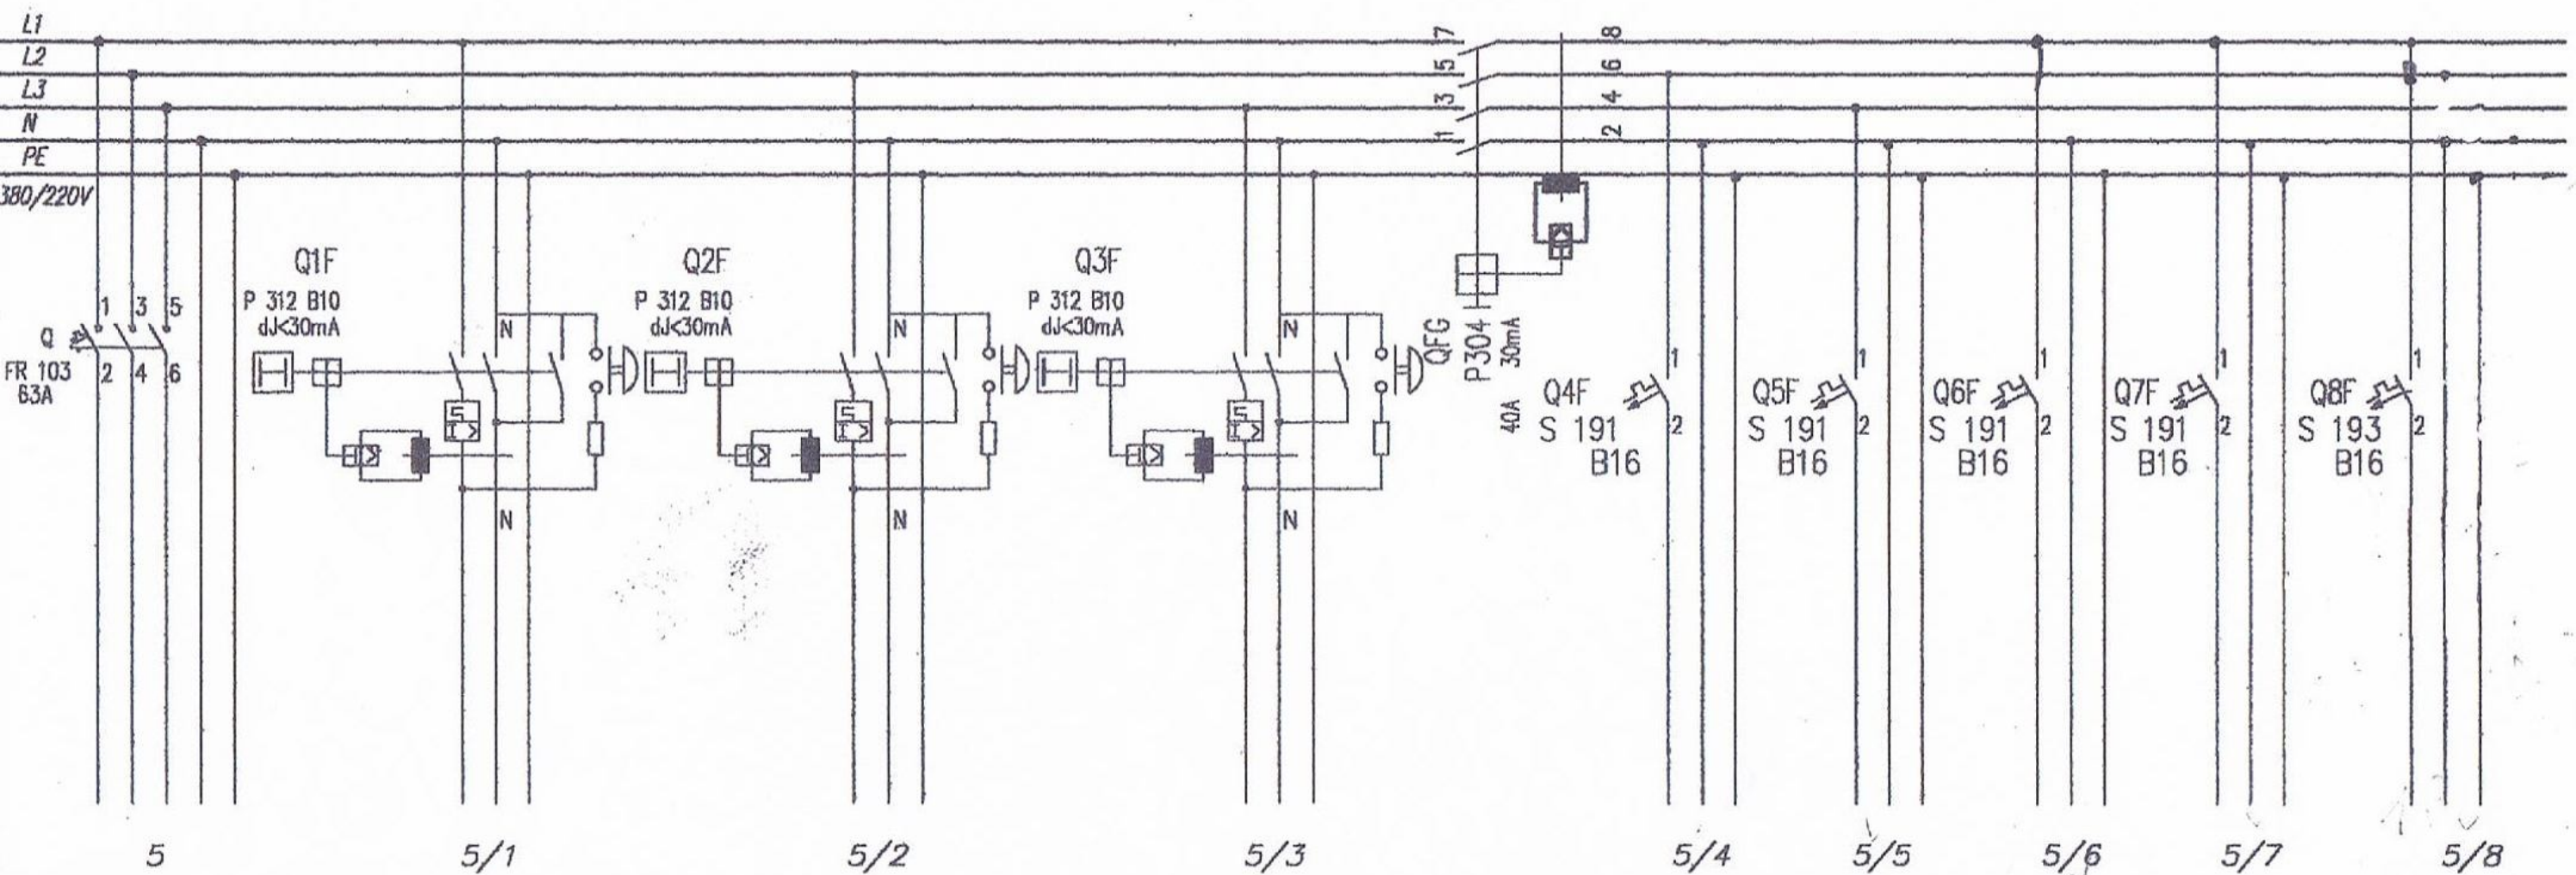 L1
L2
L3
N
PE
380/220V
7
5
3
1
8
6
4
2
1 3 5
Q
FR 103
63A
2 4 6
Q1F
P 312 B10
dJ<30mA
N
N
Q2F
P 312 B10
dJ<30mA
N
N
Q3F
P 312 B10
dJ<30mA
N
N
QFG
P304
40A 30mA
1
Q4F
S 191
B16
2
1
Q5F
S 191
B16
2
1
Q6F
S 191
B16
2
1
Q7F
S 191
B16
2
1
Q8F
S 193
B16
2
5
5/1
5/2
5/3
5/4
5/5
5/6
5/7
5/8